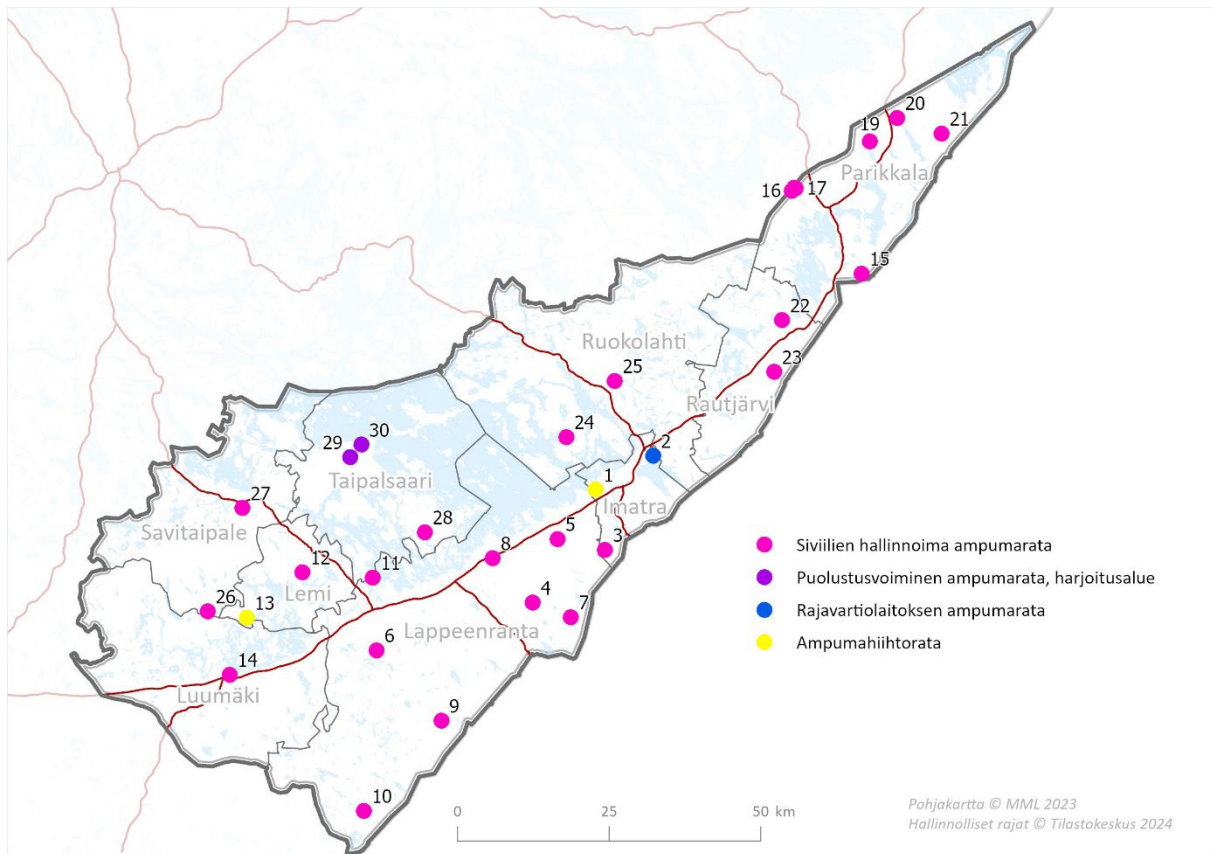 20
19
21
Parikkala
16
17
15
22
Ruokolahti
25
23
Rautjärvi
24
2
30
29
Taipalsaari
1
Imatra
27
Savitaipale
28
5
3
8
12
11
Lemi
26
13
4
7
Lappeenranta
6
14
Luumäki
9
10
Siviilien hallinnoima ampumarata
Puolustusvoiminen ampumarata, harjoitusalue
Rajavartiolaitoksen ampumarata
Ampumahiihtorata
0 50 km
Pohjakartta © MML 2023
Hallinnolliset rajat © Tilastokeskus 2024